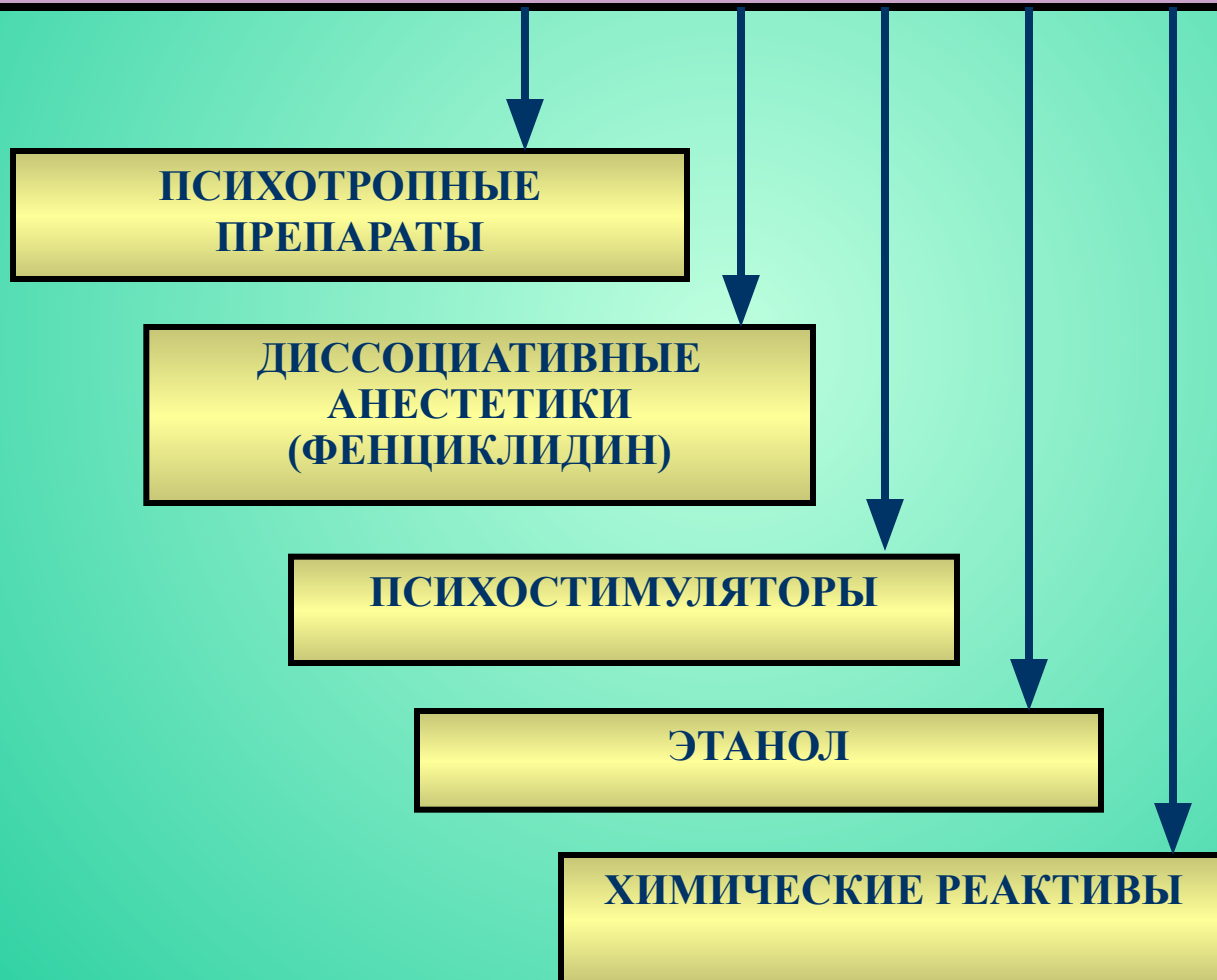 ПСИХОТРОПНЫЕ
ПРЕПАРАТЫ
ДИССОЦИАТИВНЫЕ
АНЕСТЕТИКИ
(ФЕНЦИКЛИДИН)
ПСИХОСТИМУЛЯТОРЫ
ЭТАНОЛ
ХИМИЧЕСКИЕ РЕАКТИВЫ